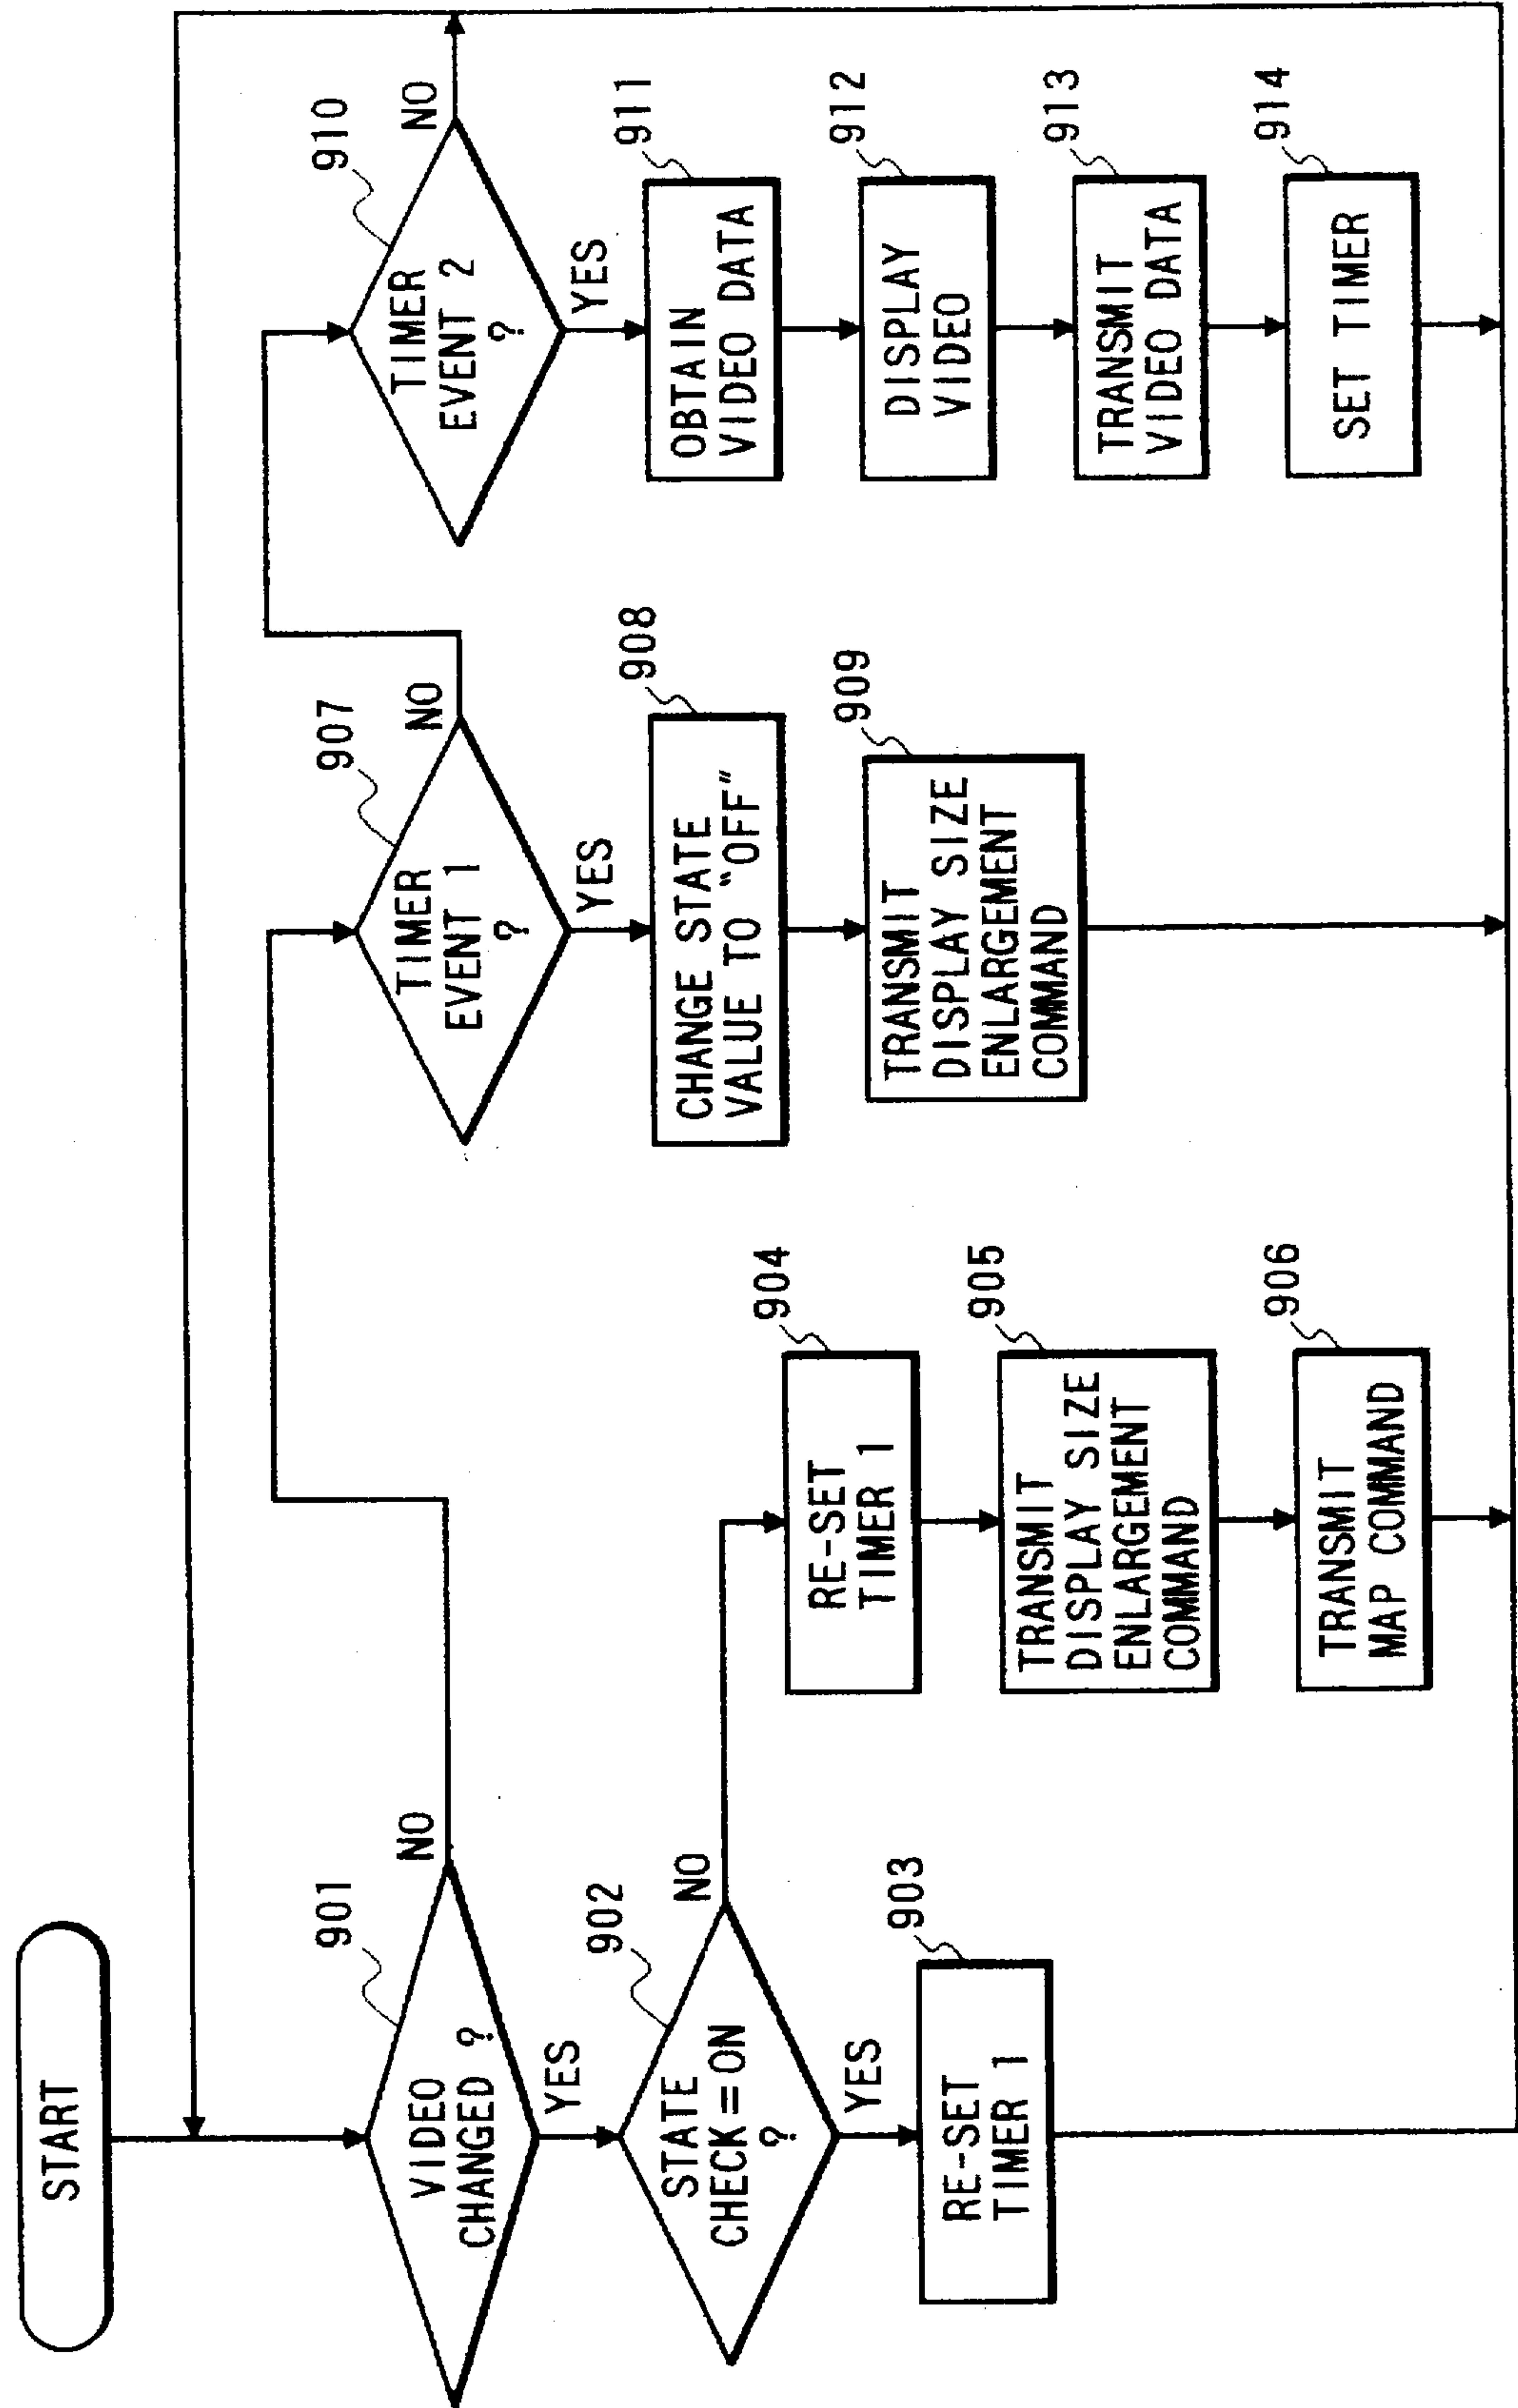 START
901
VIDEO
CHANGED ?
NO
YES
902
STATE
CHECK=ON
?
NO
YES
903
RE-SET
TIMER 1
904
RE-SET
TIMER 1
905
TRANSMIT
DISPLAY SIZE
ENLARGEMENT
COMMAND
906
TRANSMIT
MAP COMMAND
907
TIMER
EVENT 1
?
NO
YES
908
CHANGE STATE
VALUE TO "OFF"
909
TRANSMIT
DISPLAY SIZE
ENLARGEMENT
COMMAND
910
TIMER
EVENT 2
?
NO
YES
911
OBTAIN
VIDEO DATA
912
DISPLAY
VIDEO
913
TRANSMIT
VIDEO DATA
914
SET TIMER